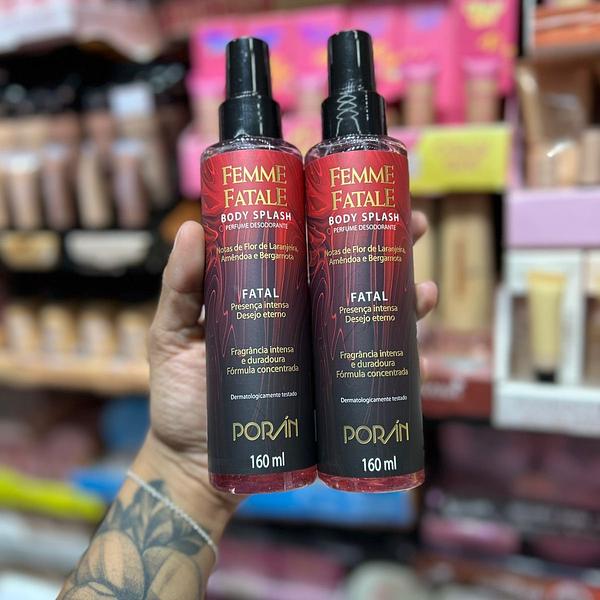 FEMME
FATALE
BODY SPLASH
PERFUME DESODORANTE
Notas de Flor de Laranjeira,
Amêndoa e Bergamota
FATAL
Presença intensa
Desejo eterno
Fragrância intensa
e duradoura
Fórmula concentrada
Dermatologicamente testado
PORÁN
160 ml
FEMME
FATALE
BODY SPLASH
PERFUME DESODORANTE
Notas de Flor de Laranjeira,
Amêndoa e Bergamota
FATAL
Presença intensa
Desejo eterno
Fragrância intensa
e duradoura
Fórmula concentrada
Dermatologicamente testado
PORÁN
160 ml